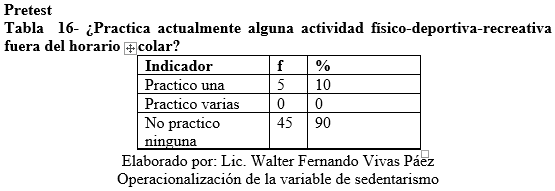 Pretest
Tabla 16- ¿Practica actualmente alguna actividad físico-deportiva-recreativa
fuera del horario colar?
Indicador f %
Practico una 5 10
Practico varias 0 0
No practico 45 90
ninguna
Elaborado por: Lic. Walter Fernando Vivas Páez
Operacionalización de la variable de sedentarismo